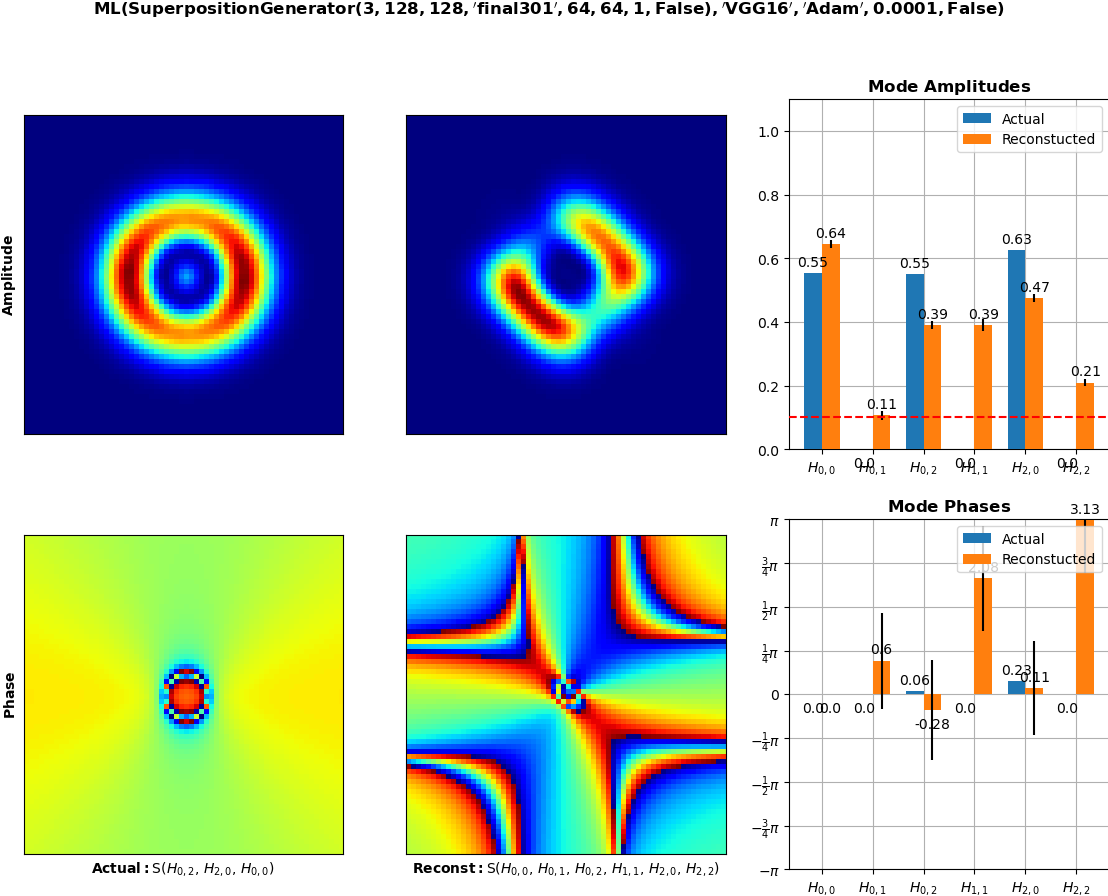 ML(SuperpositionGenerator(3, 128, 128, ′final301′, 64, 64, 1, False), ′VGG16′, ′Adam′, 0.0001, False)
Mode Amplitudes
Actual
Reconstucted
1.0
0.8
0.6
0.4
0.2
0.0
0.55
0.64
0.0
0.11
0.55
0.39
0.0
0.39
0.63
0.47
0.0
0.21
H0,0 H0,1 H0,2 H1,1 H2,0 H2,2
Amplitude
Mode Phases
Actual
Reconstucted
π
3/4π
1/2π
1/4π
0
−1/4π
−1/2π
−3/4π
−π
0.0
0.0
0.0
0.6
0.06
-0.28
0.0
0.23
0.11
0.0
3.13
H0,0 H0,1 H0,2 H1,1 H2,0 H2,2
Phase
Actual: S(H0,2, H2,0, H0,0)
Reconst: S(H0,0, H0,1, H0,2, H1,1, H2,0, H2,2)